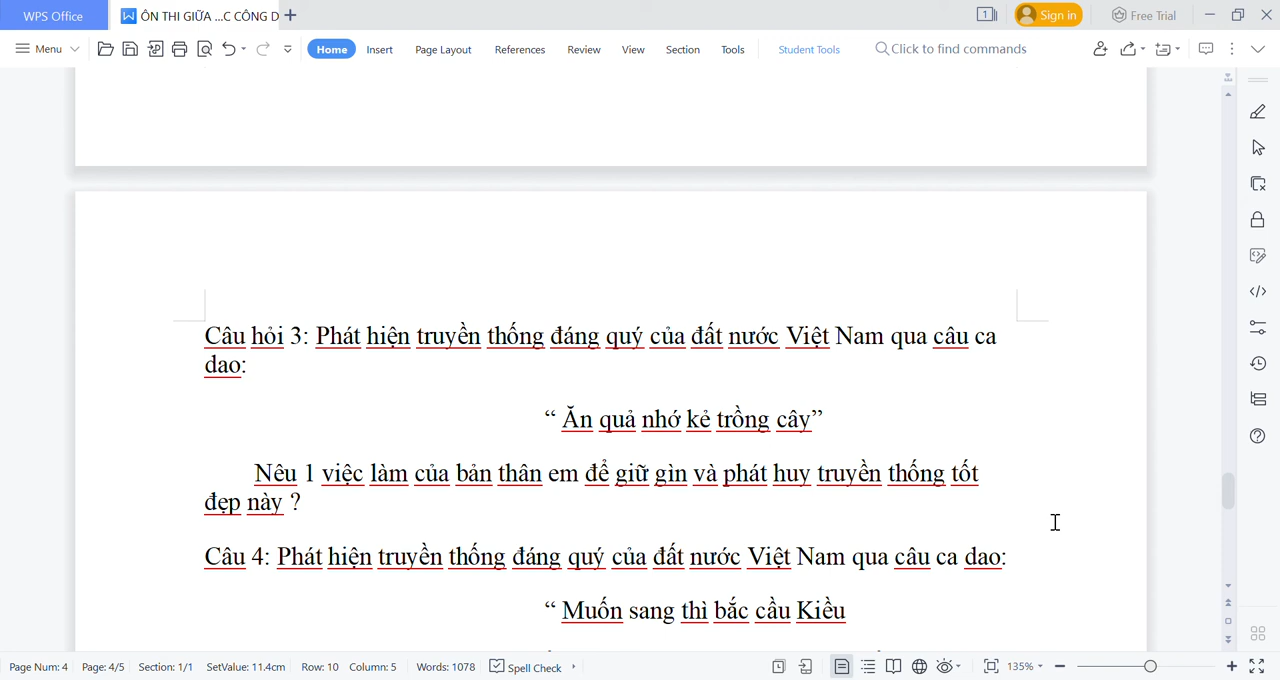 WPS Office
ÔN THI GIỮA ...C CÔNG D
1
Sign in
Free Trial
Menu
Home
Insert
Page Layout
References
Review
View
Section
Tools
Student Tools
Click to find commands
Câu hỏi 3: Phát hiện truyền thống đáng quý của đất nước Việt Nam qua câu ca
dao:
“ Ăn quả nhớ kẻ trồng cây”
Nêu 1 việc làm của bản thân em để giữ gìn và phát huy truyền thống tốt
đẹp này ?
Câu 4: Phát hiện truyền thống đáng quý của đất nước Việt Nam qua câu ca dao:
“ Muốn sang thì bắc cầu Kiều
Page Num: 4
Page: 4/5
Section: 1/1
SetValue: 11.4cm
Row: 10
Column: 5
Words: 1078
Spell Check
135%